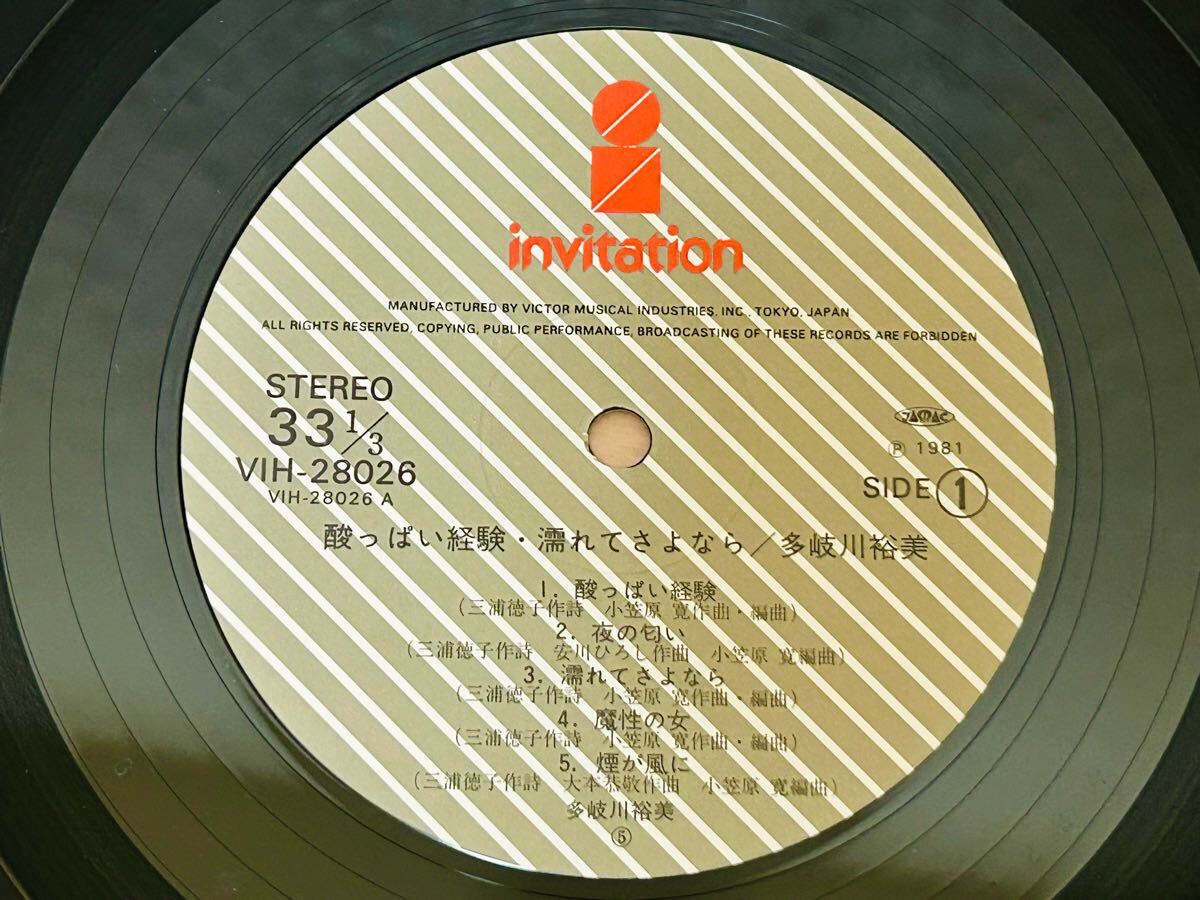 invitation
MANUFACTURED BY VICTOR MUSICAL INDUSTRIES, INC., TOKYO, JAPAN
ALL RIGHTS RESERVED, COPYING, PUBLIC PERFORMANCE, BROADCASTING OF THESE RECORDS ARE FORBIDDEN
STEREO
33 1/3
VIH-28026
VIH-28026 A
JASRAC
Ⓟ 1981
SIDE 1
酸っぱい経験・濡れてさよなら/多岐川裕美
1. 酸っぱい経験
(三浦徳子作詩 小笠原 寛作曲・編曲)
2. 夜の匂い
(三浦徳子作詩 安川ひろし作曲 小笠原 寛編曲)
3. 濡れてさよなら
(三浦徳子作詩 小笠原 寛作曲・編曲)
4. 魔性の女
(三浦徳子作詩 小笠原 寛作曲・編曲)
5. 煙が風に
(三浦徳子作詩 大本恭敬作曲 小笠原 寛編曲)
多岐川裕美
⑤